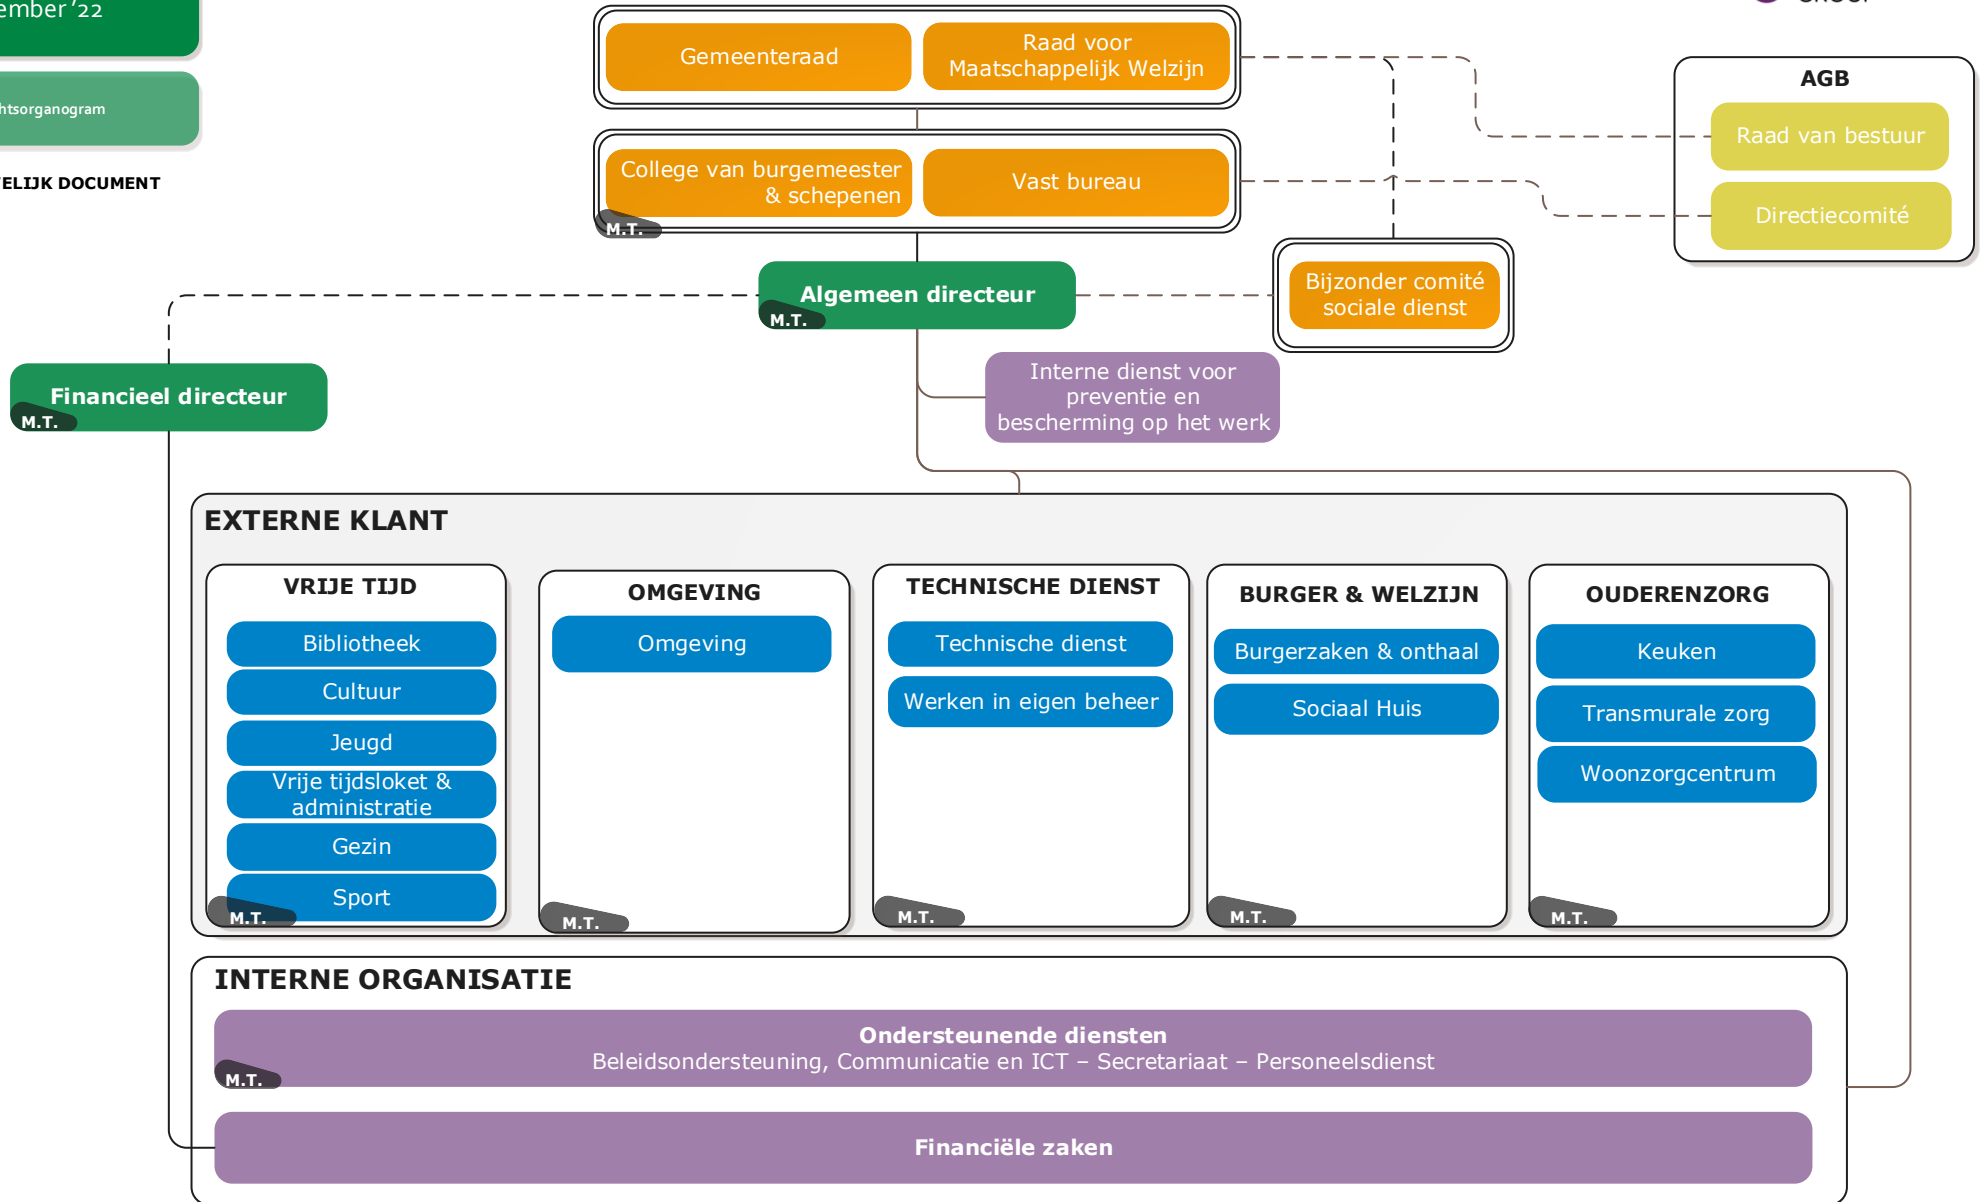 ember '22
htsorganogram
ELIJK DOCUMENT
Gemeenteraad
Raad voor
Maatschappelijk Welzijn
College van burgemeester
& schepenen
M.T.
Vast bureau
AGB
Raad van bestuur
Directiecomité
Algemeen directeur
M.T.
Bijzonder comité
sociale dienst
Financieel directeur
M.T.
Interne dienst voor
preventie en
bescherming op het werk
EXTERNE KLANT
VRIJE TIJD
Bibliotheek
Cultuur
Jeugd
Vrije tijdsloket &
administratie
Gezin
Sport
M.T.
OMGEVING
Omgeving
M.T.
TECHNISCHE DIENST
Technische dienst
Werken in eigen beheer
M.T.
BURGER & WELZIJN
Burgerzaken & onthaal
Sociaal Huis
M.T.
OUDERENZORG
Keuken
Transmurale zorg
Woonzorgcentrum
M.T.
INTERNE ORGANISATIE
Ondersteunende diensten
Beleidsondersteuning, Communicatie en ICT – Secretariaat – Personeelsdienst
M.T.
Financiële zaken